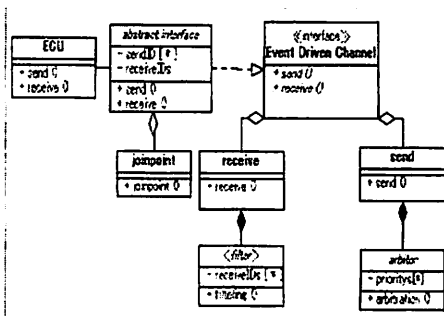 ECU
+ send ()
+ receive ()
abstract interface
- sendID [*]
- receiveIDs
+ send ()
+ receive ()
<<interface>>
Event Driven Channel
+ send ()
+ receive ()
joinpoint
+ joinpoint ()
receive
+ receive ()
send
+ send ()
<filter>
- receiveIDs [*]
+ filtering ()
arbiter
- prioritys[*]
+ arbitration ()